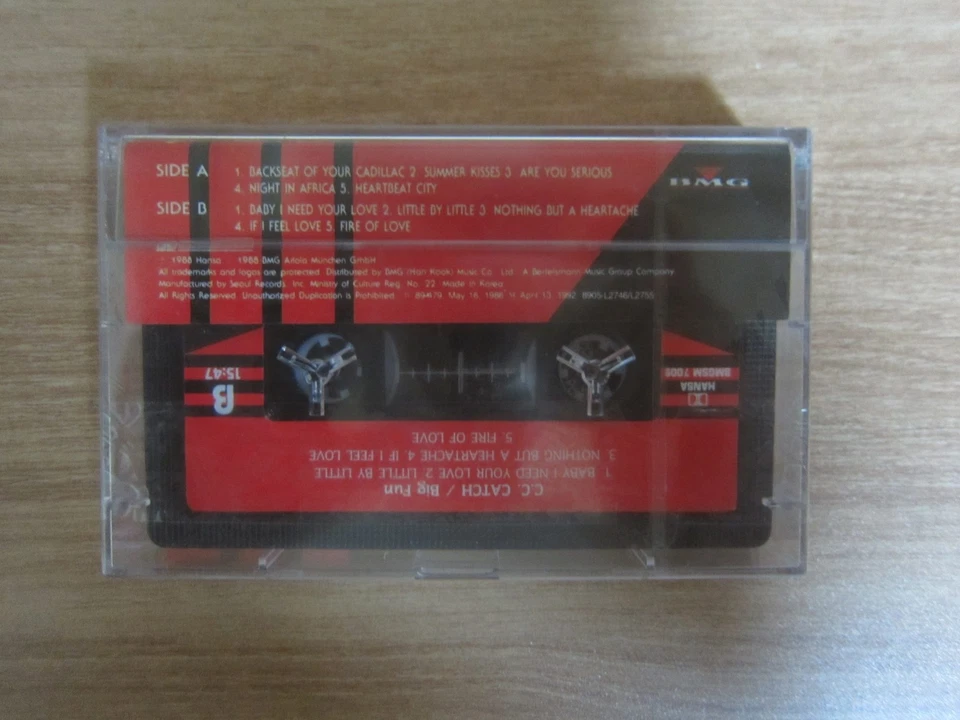 SIDE A 1. BACKSEAT OF YOUR CADILLAC 2 SUMMER KISSES 3 ARE YOU SERIOUS
4. NIGHT IN AFRICA 5. HEARTBEAT CITY
SIDE B 1. BABY I NEED YOUR LOVE 2. LITTLE BY LITTLE 3 NOTHING BUT A HEARTACHE
4. IF I FEEL LOVE 5. FIRE OF LOVE
BMG
1988 Hansa 1988 BMG Ariola München GmbH
All trademarks and logos are protected. Distributed by BMG (Han Kook) Music Co. Ltd. A Bertelsmann Music Group Company
Manufactured by Seoul Records, Inc. Ministry of Culture Reg. No. 22. Made in Korea
All Rights Reserved. Unauthorized Duplication is Prohibited.
C.C. CATCH / Big Fun
1. BABY I NEED YOUR LOVE 2. LITTLE BY LITTLE
3. NOTHING BUT A HEARTACHE 4. IF I FEEL LOVE
5. FIRE OF LOVE
B
15:47
HANSA